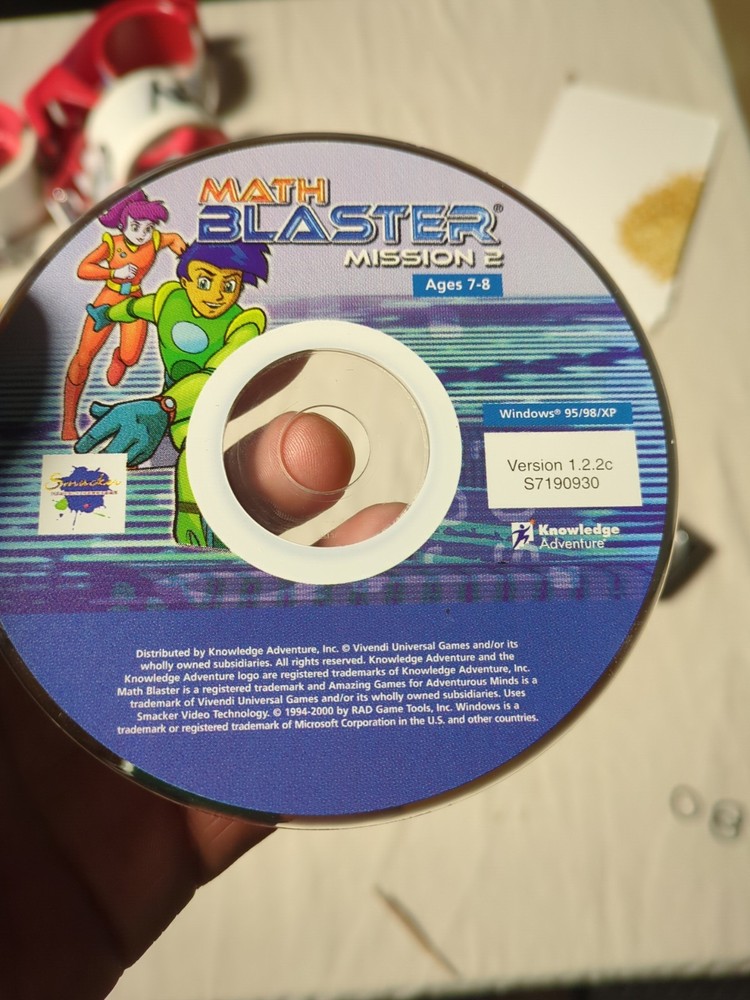 MATH
BLASTER®
MISSION 2
Ages 7-8
Windows® 95/98/XP
Version 1.2.2c
S7190930
Smacker
Knowledge
Adventure™
Distributed by Knowledge Adventure, Inc. © Vivendi Universal Games and/or its
wholly owned subsidiaries. All rights reserved. Knowledge Adventure and the
Knowledge Adventure logo are registered trademarks of Knowledge Adventure, Inc.
Math Blaster is a registered trademark and Amazing Games for Adventurous Minds is a
trademark of Vivendi Universal Games and/or its wholly owned subsidiaries. Uses
Smacker Video Technology. © 1994-2000 by RAD Game Tools, Inc. Windows is a
trademark or registered trademark of Microsoft Corporation in the U.S. and other countries.